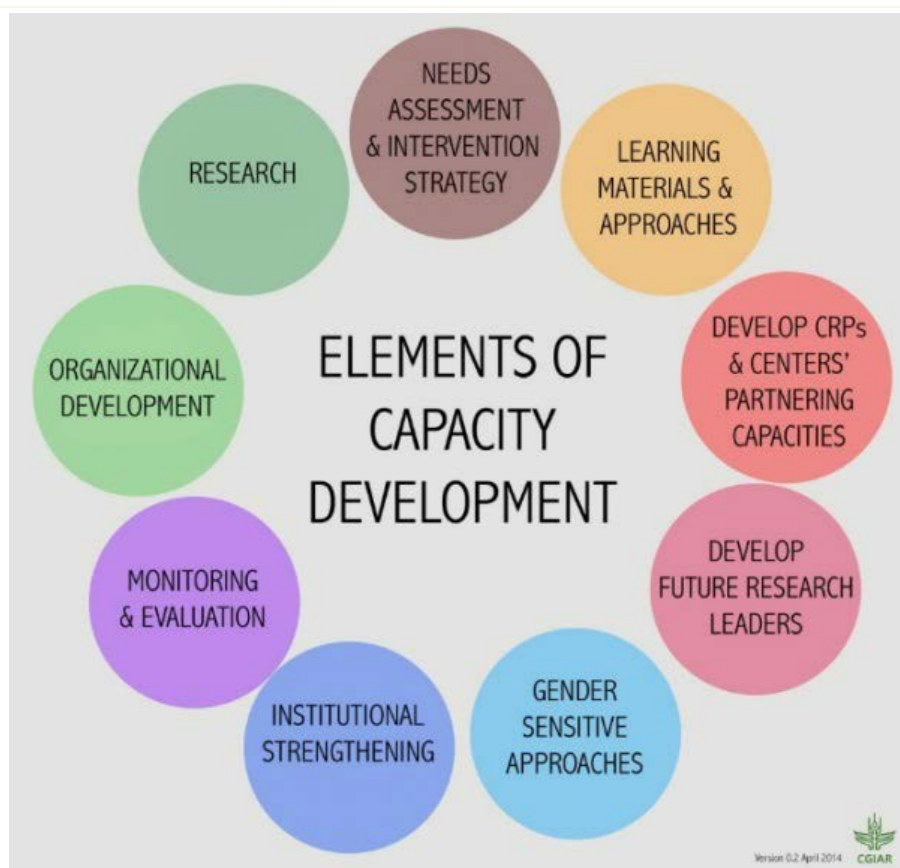 NEEDS
ASSESSMENT
& INTERVENTION
STRATEGY
LEARNING
MATERIALS &
APPROACHES
DEVELOP CRPs
& CENTERS'
PARTNERING
CAPACITIES
DEVELOP
FUTURE RESEARCH
LEADERS
GENDER
SENSITIVE
APPROACHES
INSTITUTIONAL
STRENGTHENING
MONITORING
& EVALUATION
ORGANIZATIONAL
DEVELOPMENT
RESEARCH
ELEMENTS OF
CAPACITY
DEVELOPMENT
Version 0.2 April 2014
CGIAR